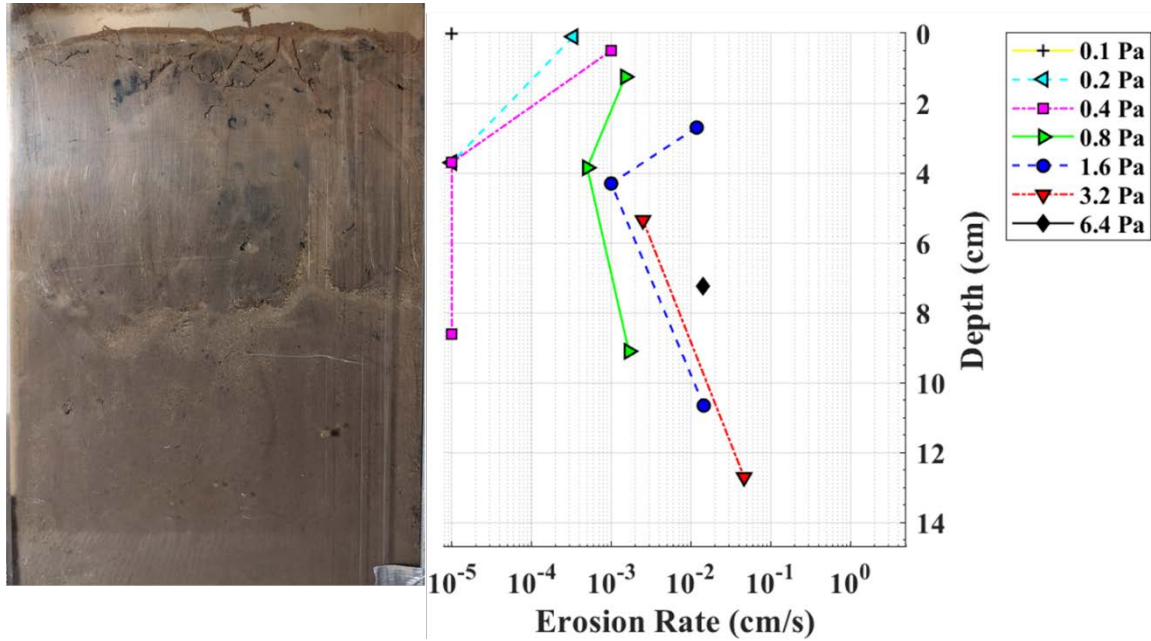 0
2
4
6
8
10
12
14
Depth (cm)
10^-5
10^-4
10^-3
10^-2
10^-1
10^0
Erosion Rate (cm/s)
0.1 Pa
0.2 Pa
0.4 Pa
0.8 Pa
1.6 Pa
3.2 Pa
6.4 Pa